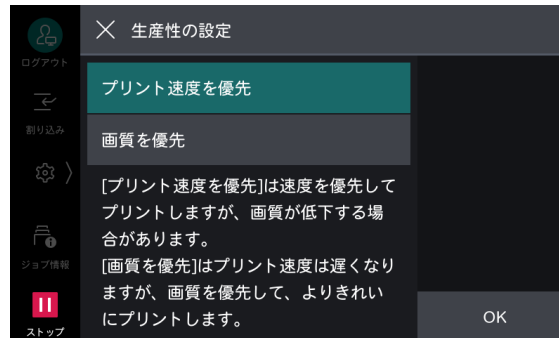 生産性の設定
ログアウト
プリント速度を優先
割り込み
画質を優先
[プリント速度を優先]は速度を優先して
プリントしますが、画質が低下する場
合があります。
ジョブ情報
[画質を優先]はプリント速度は遅くなり
ますが、画質を優先して、よりきれい
にプリントします。
ストップ
OK